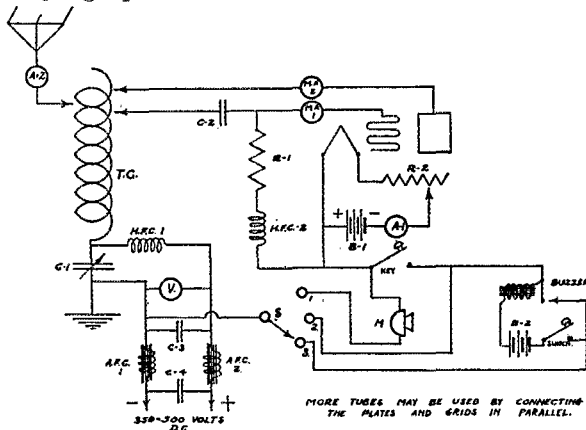 A-2
M.A. 2
M.A. 1
C-2
R-1
R-2
T.C.
+ -
A-1
B-1
H.F.C. 1
H.F.C.-2
C-1
KEY
BUZZER
V.
S
1
2
3
M
B-2
SWITCH
C-3
A.F.C. 1
C-4
A.F.C. 2
- +
350-500 VOLTS
D.C.
MORE TUBES MAY BE USED BY CONNECTING
THE PLATES AND GRIDS IN PARALLEL.